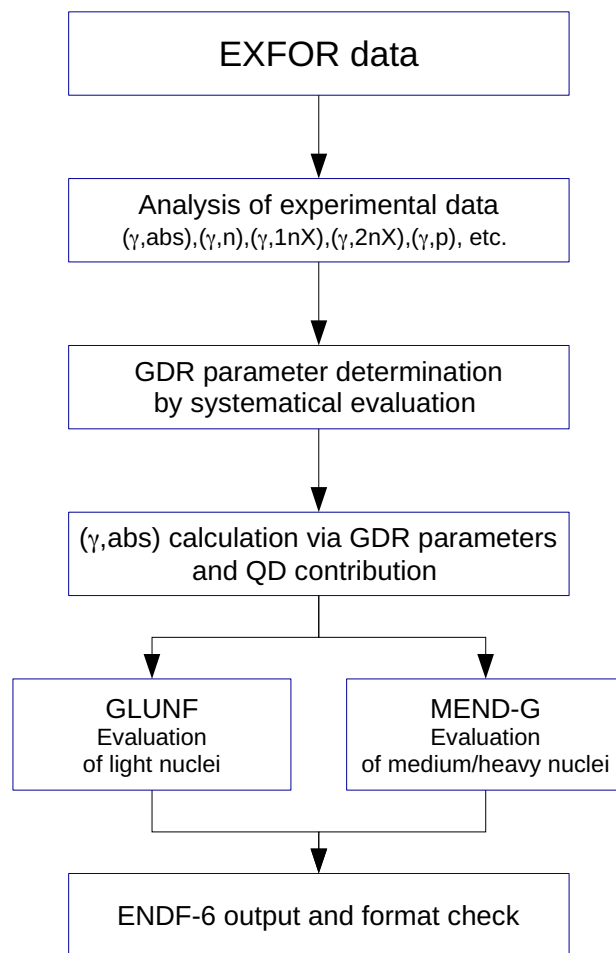 EXFOR data
Analysis of experimental data
(γ,abs),(γ,n),(γ,1nX),(γ,2nX),(γ,p), etc.
GDR parameter determination
by systematical evaluation
(γ,abs) calculation via GDR parameters
and QD contribution
GLUNF
Evaluation
of light nuclei
MEND-G
Evaluation
of medium/heavy nuclei
ENDF-6 output and format check